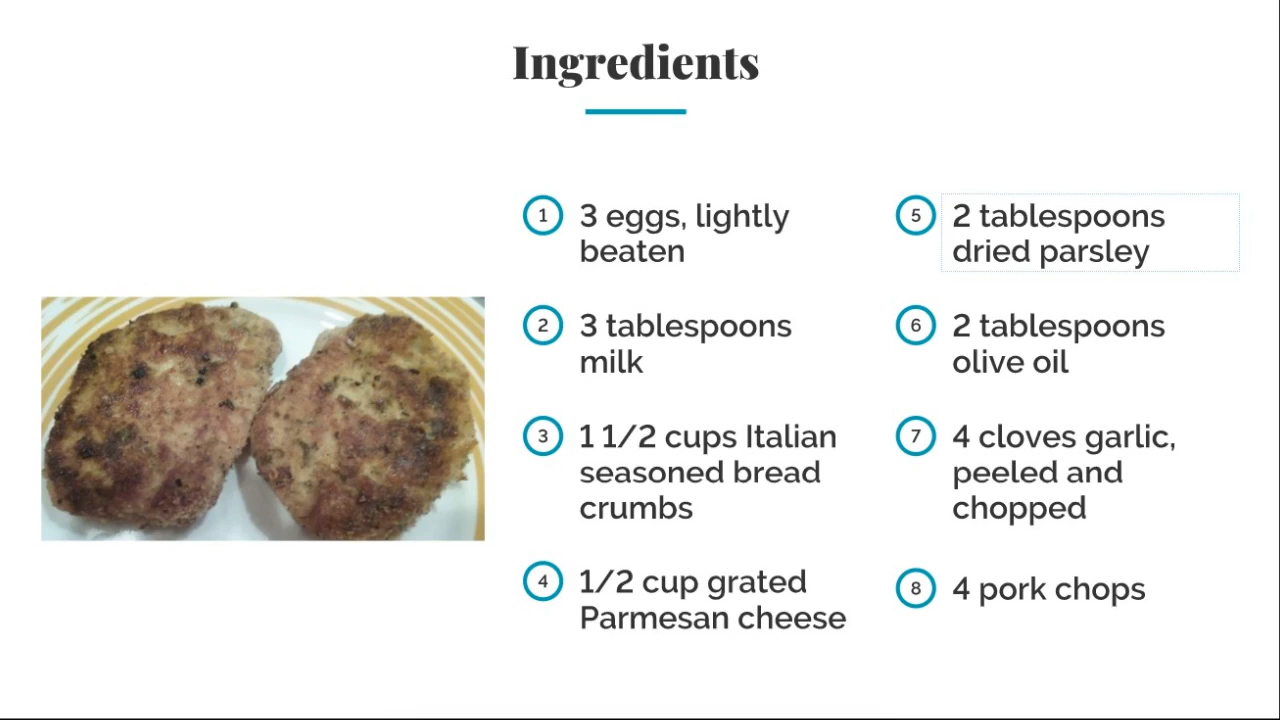 Ingredients
1 3 eggs, lightly
beaten
2 3 tablespoons
milk
3 1 1/2 cups Italian
seasoned bread
crumbs
4 1/2 cup grated
Parmesan cheese
5 2 tablespoons
dried parsley
6 2 tablespoons
olive oil
7 4 cloves garlic,
peeled and
chopped
8 4 pork chops